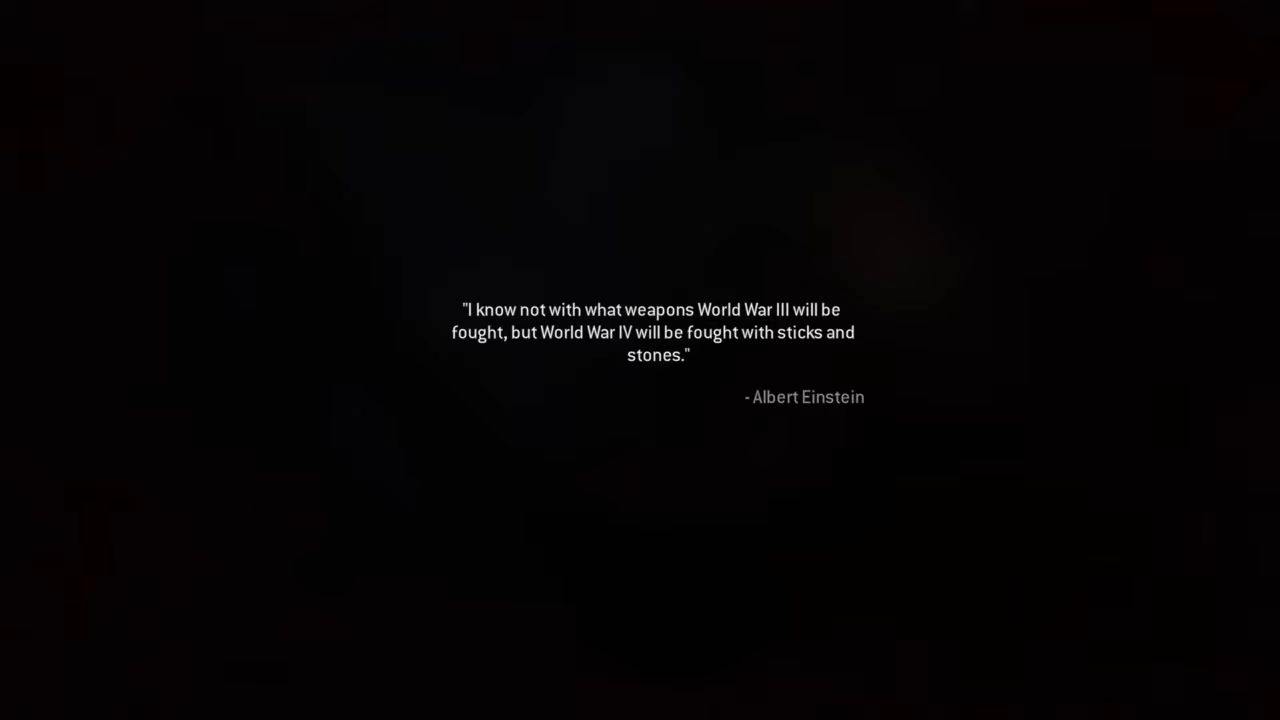 "I know not with what weapons World War III will be
fought, but World War IV will be fought with sticks and
stones."
- Albert Einstein